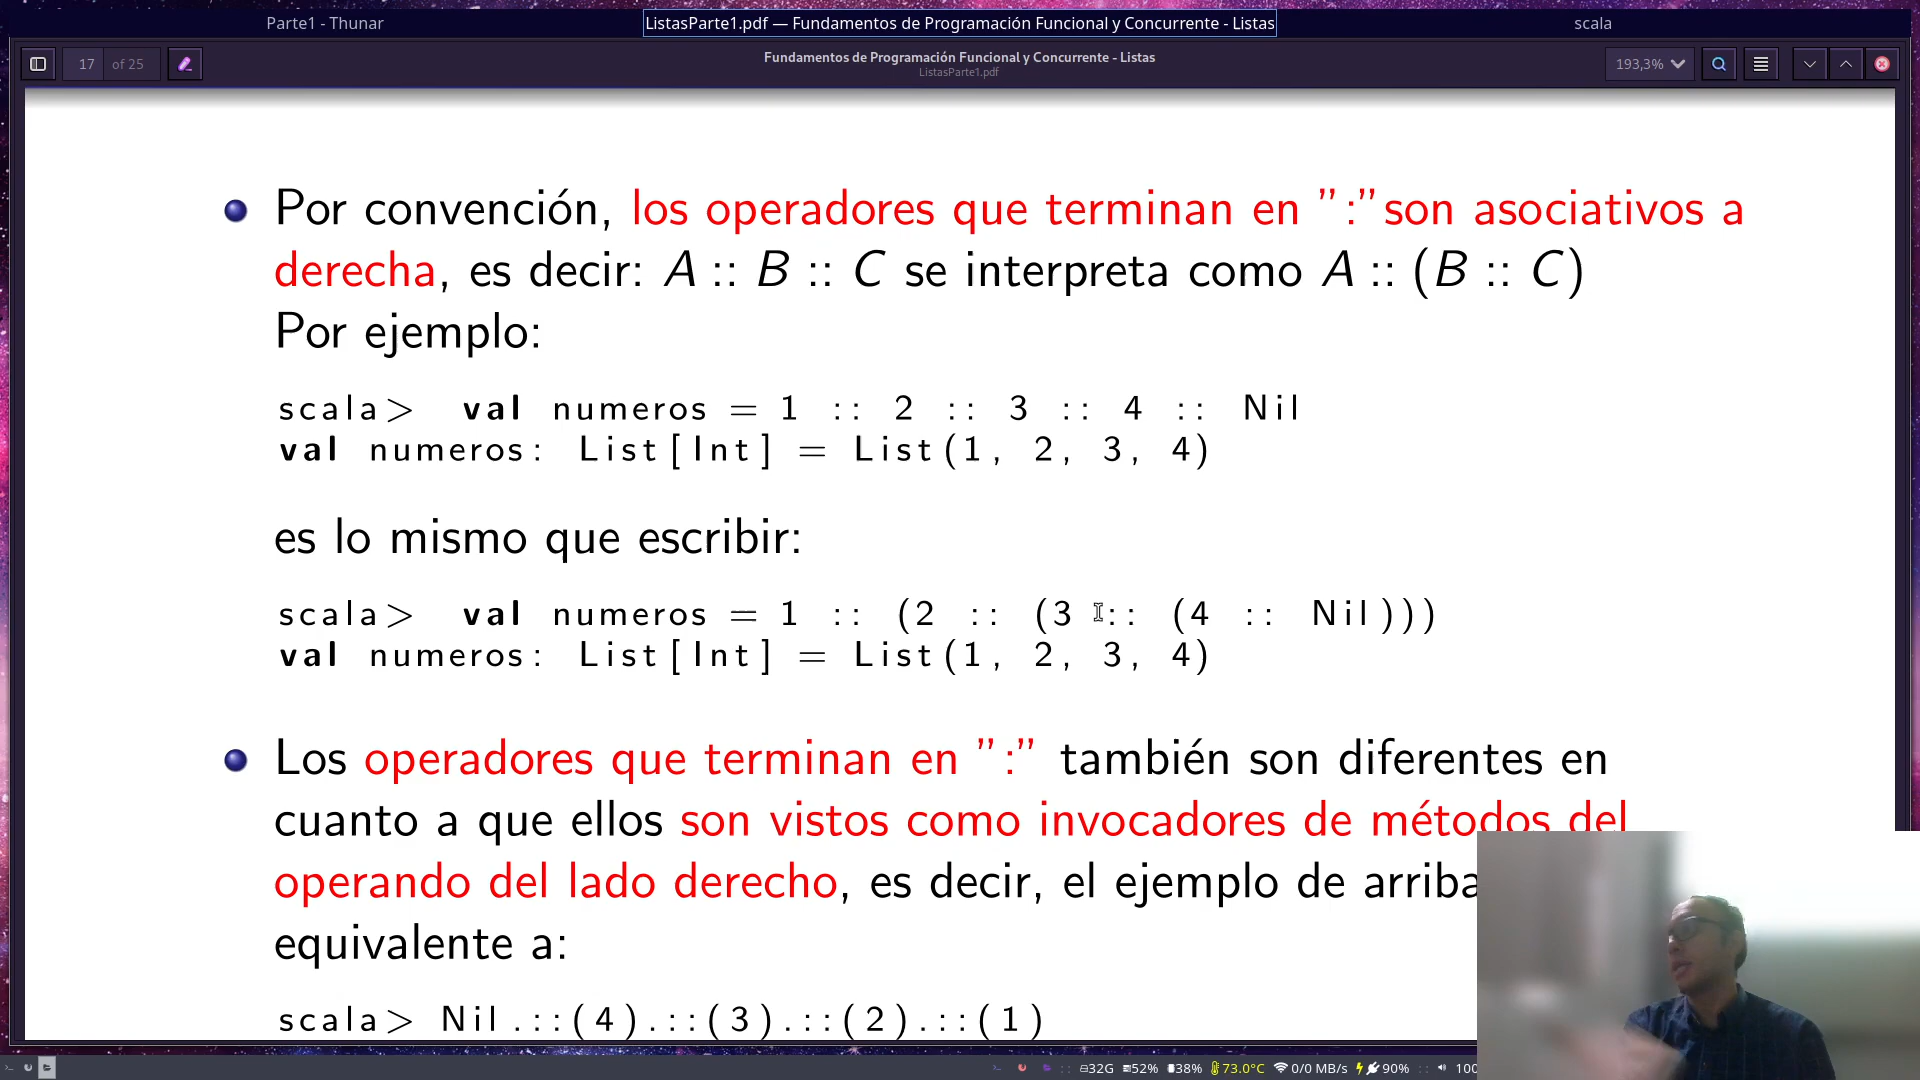 Parte1 - Thunar
ListasParte1.pdf — Fundamentos de Programación Funcional y Concurrente - Listas
scala
17 of 25
Fundamentos de Programación Funcional y Concurrente - Listas
ListasParte1.pdf
193,3%
Por convención, los operadores que terminan en ":"son asociativos a
derecha, es decir: A :: B :: C se interpreta como A :: (B :: C)
Por ejemplo:
scala> val numeros = 1 :: 2 :: 3 :: 4 :: Nil
val numeros: List[Int] = List(1, 2, 3, 4)
es lo mismo que escribir:
scala> val numeros = 1 :: (2 :: (3 :: (4 :: Nil)))
val numeros: List[Int] = List(1, 2, 3, 4)
Los operadores que terminan en ":" también son diferentes en
cuanto a que ellos son vistos como invocadores de métodos del
operando del lado derecho, es decir, el ejemplo de arriba
equivalente a:
scala> Nil.::(4).::(3).::(2).::(1)
32G 52% 38% 73.0°C 0/0 MB/s 90% 100